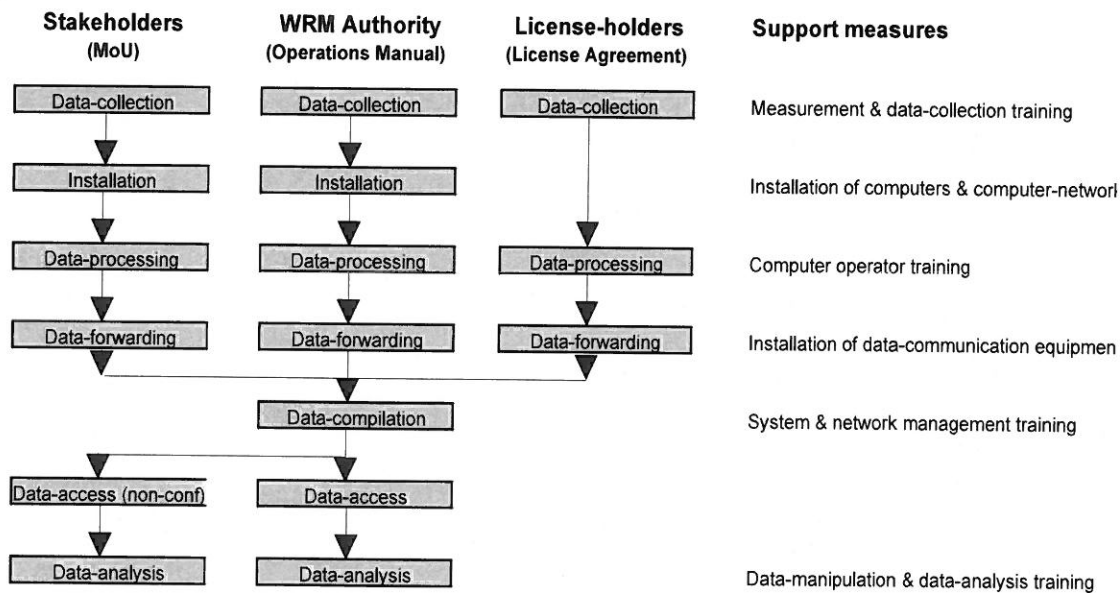 Stakeholders WRM Authority License-holders Support measures
(MoU) (Operations Manual) (License Agreement)
Data-collection Data-collection Data-collection Measurement & data-collection training
Installation Installation Installation of computers & computer-network
Data-processing Data-processing Data-processing Computer operator training
Data-forwarding Data-forwarding Data-forwarding Installation of data-communication equipmen
Data-compilation System & network management training
Data-access (non-conf) Data-access
Data-analysis Data-analysis Data-manipulation & data-analysis training